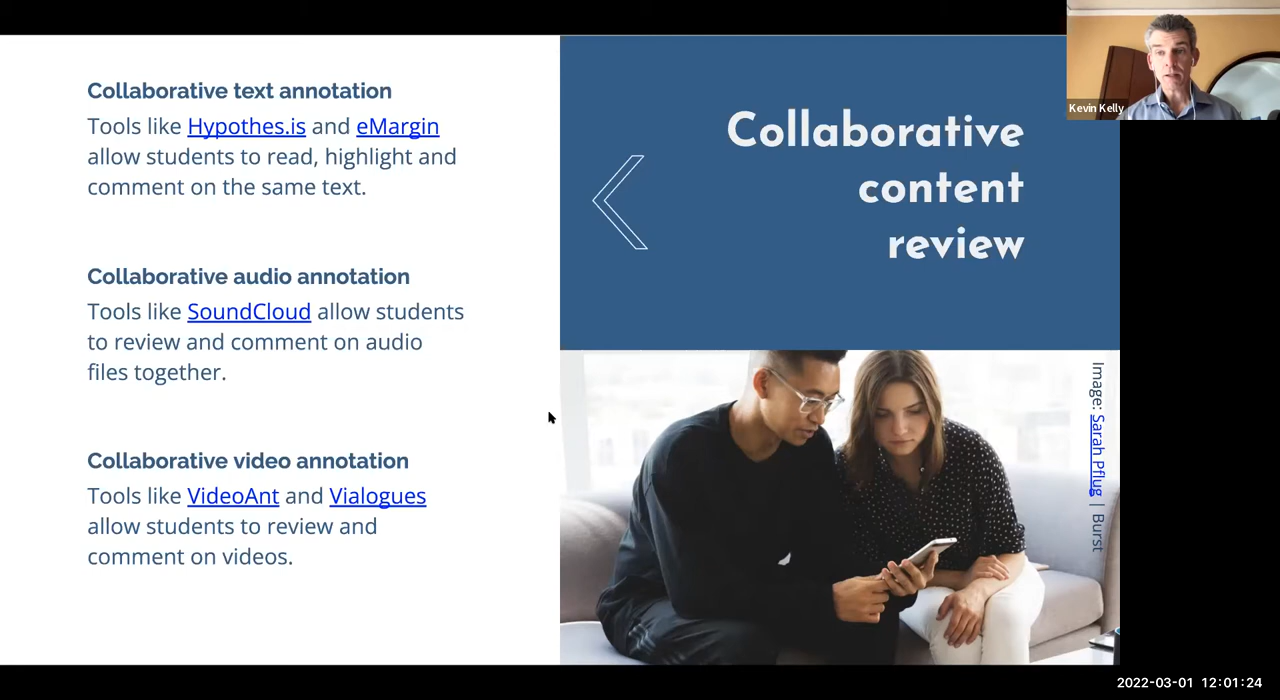 Collaborative text annotation
Tools like Hypothes.is and eMargin
allow students to read, highlight and
comment on the same text.
Collaborative audio annotation
Tools like SoundCloud allow students
to review and comment on audio
files together.
Collaborative video annotation
Tools like VideoAnt and Vialogues
allow students to review and
comment on videos.
Collaborative
content
review
Image: Sarah Pflug | Burst
Kevin Kelly
2022-03-01 12:01:24